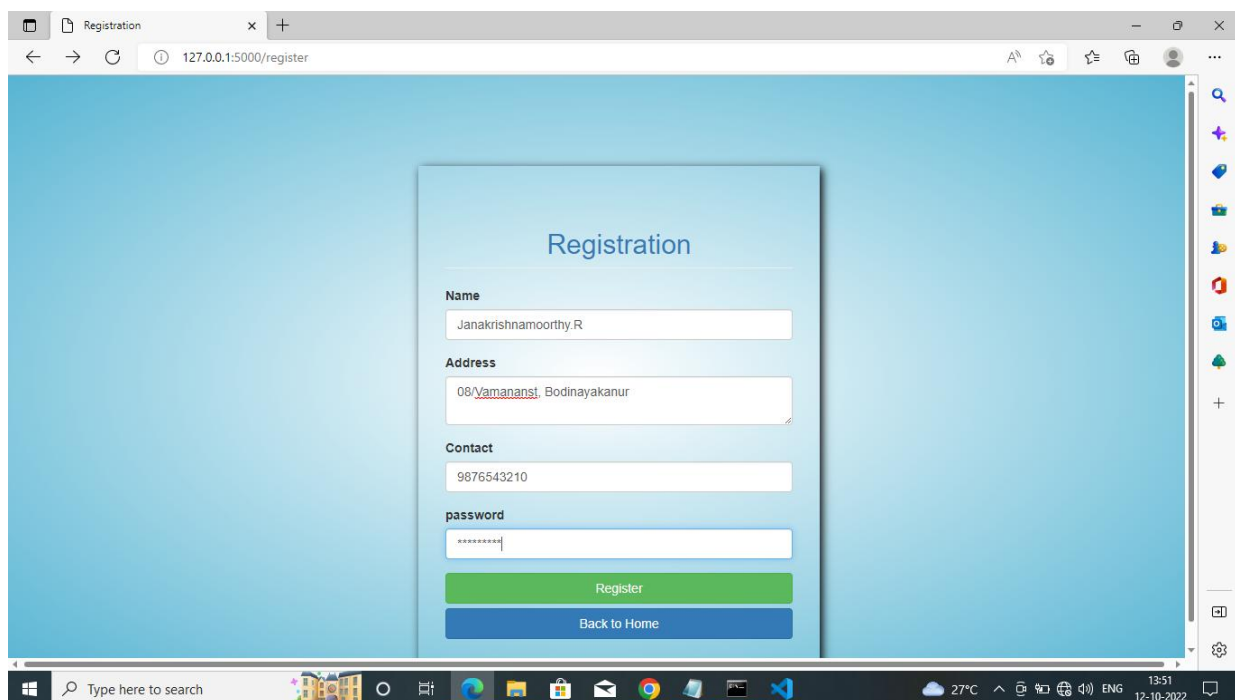 Registration
127.0.0.1:5000/register
Registration
Name
Janakrishnamoorthy.R
Address
08/Vamananst, Bodinayakanur
Contact
9876543210
password
*********
Register
Back to Home
Type here to search
27°C
ENG
13:51
12-10-2022